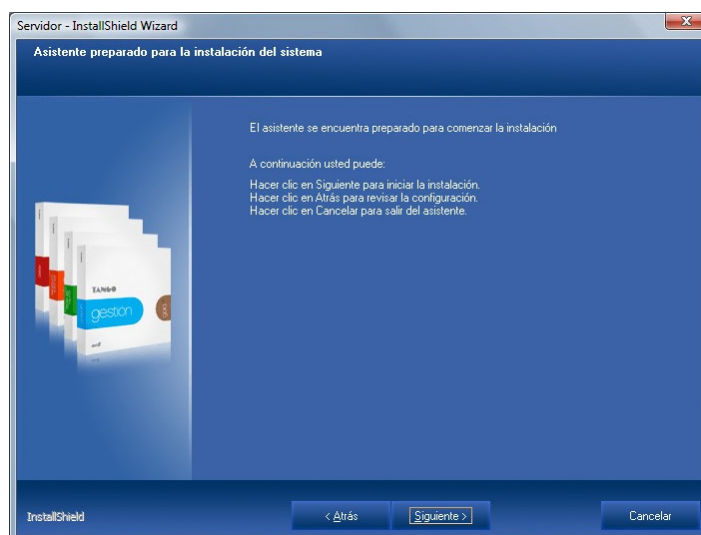 Servidor - InstallShield Wizard
Asistente preparado para la instalación del sistema
El asistente se encuentra preparado para comenzar la instalación
A continuación usted puede:
Hacer clic en Siguiente para iniciar la instalación.
Hacer clic en Atrás para revisar la configuración.
Hacer clic en Cancelar para salir del asistente.
TANGO
gestion
InstallShield
< Atrás
Siguiente >
Cancelar